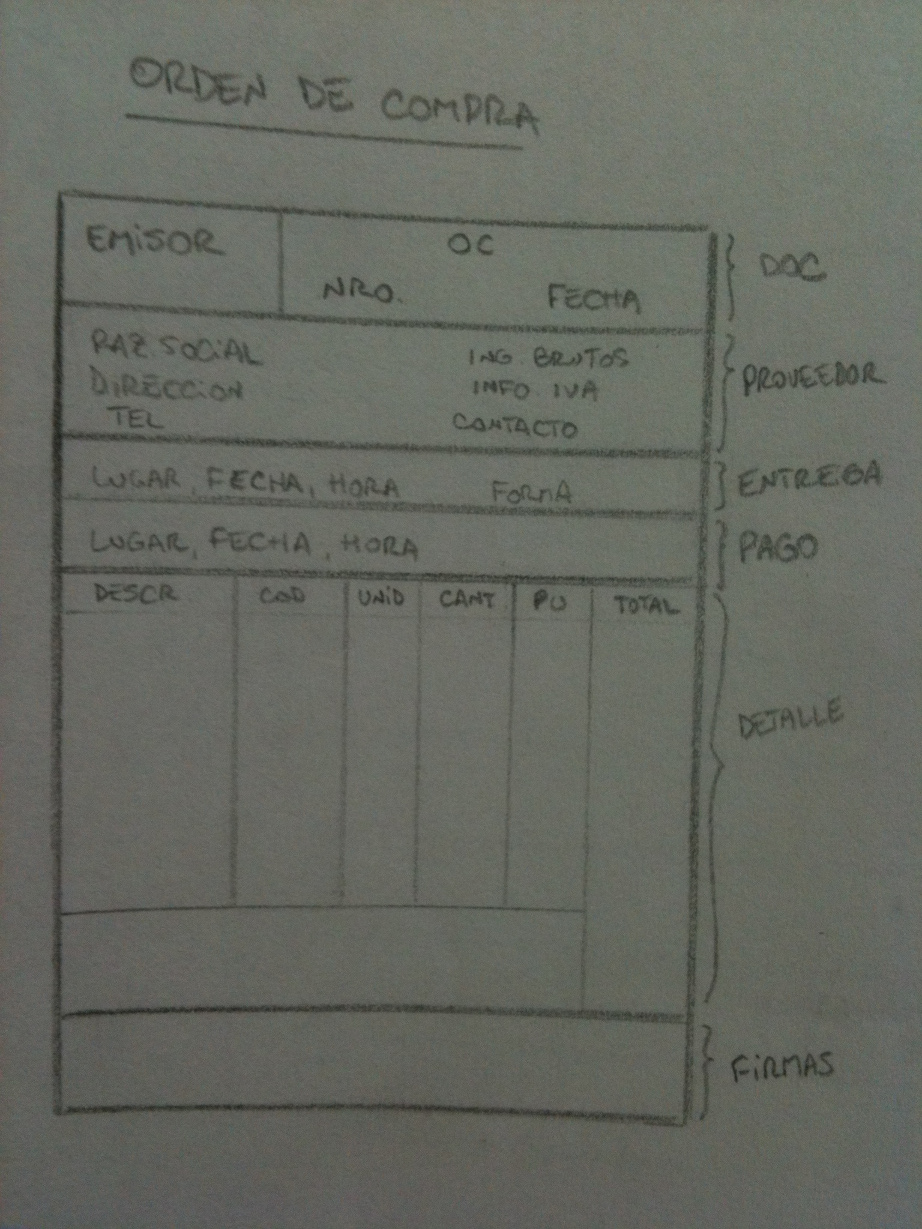 ORDEN DE COMPRA
EMISOR
OC
NRO. FECHA
DOC
RAZ. SOCIAL ING. BRUTOS
DIRECCION INFO. IVA
TEL CONTACTO
PROVEEDOR
LUGAR, FECHA, HORA FORMA
ENTREGA
LUGAR, FECHA, HORA
PAGO
DESCR COD UNID CANT PU TOTAL
DETALLE
FIRMAS